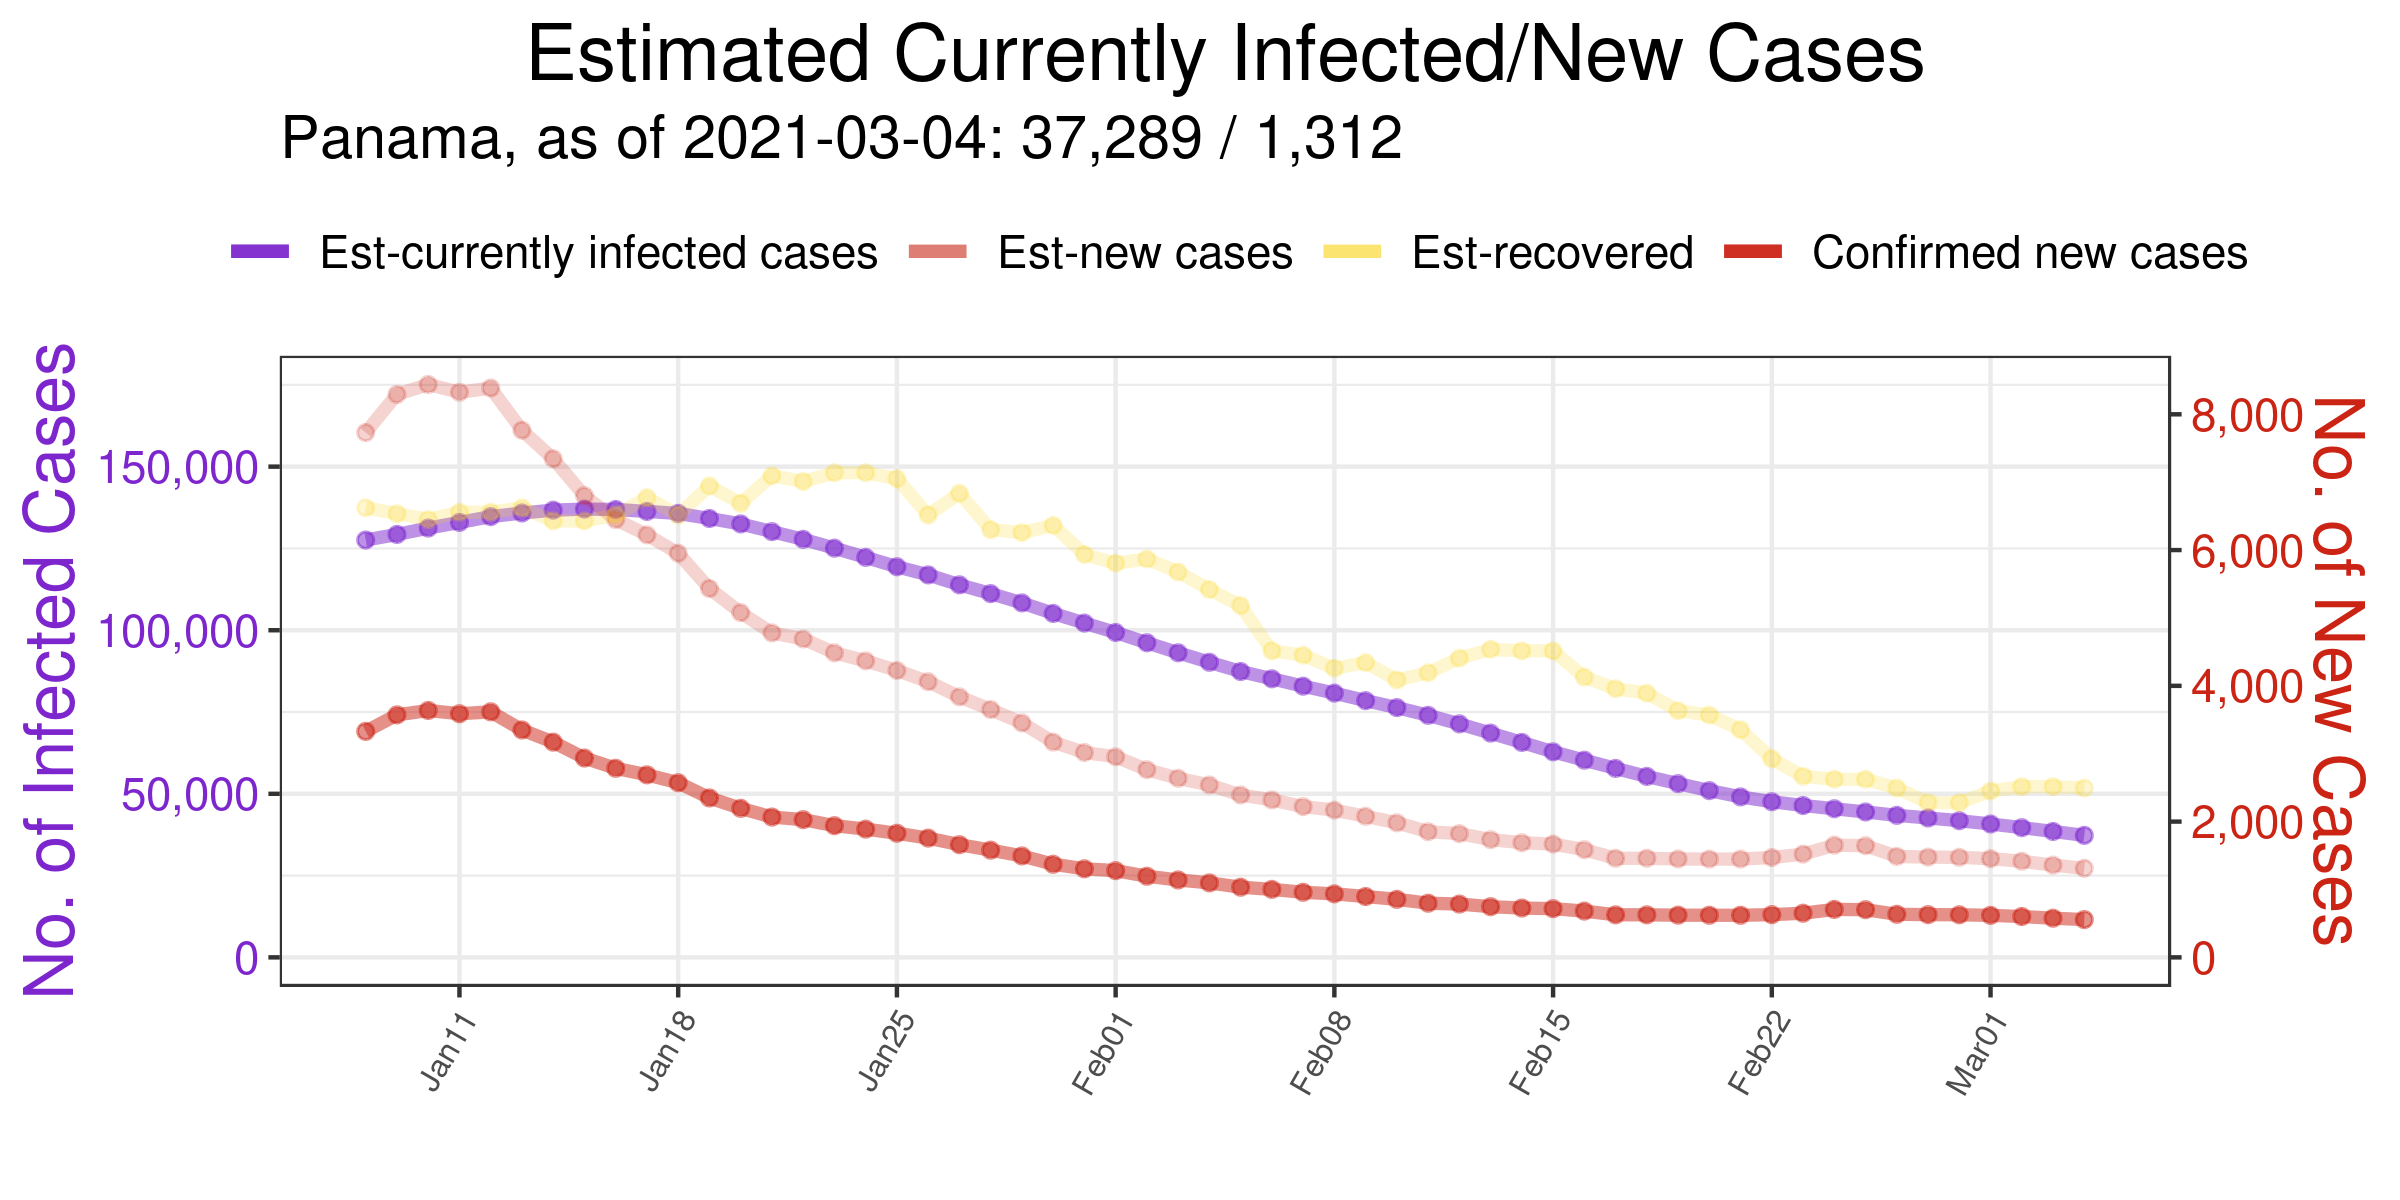 Estimated Currently Infected/New Cases
Panama, as of 2021-03-04: 37,289 / 1,312
Est-currently infected cases Est-new cases Est-recovered Confirmed new cases
No. of Infected Cases
150,000
100,000
50,000
0
8,000
6,000
4,000
2,000
0
No. of New Cases
Jan11 Jan18 Jan25 Feb01 Feb08 Feb15 Feb22 Mar01